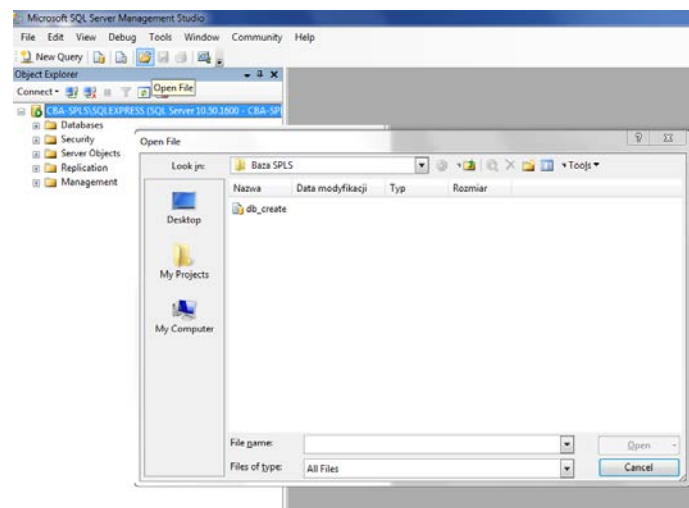 Microsoft SQL Server Management Studio
File Edit View Debug Tools Window Community Help
New Query
Object Explorer
Open File
Connect
CBA-SPLS\SQLEXPRESS (SQL Server 10.50.1600 - CBA-SPL
Databases
Security
Server Objects
Replication
Management
Open File
Look in: Baza SPLS Tools
Nazwa Data modyfikacji Typ Rozmiar
db_create
Desktop
My Projects
My Computer
File name: Open
Files of type: All Files Cancel